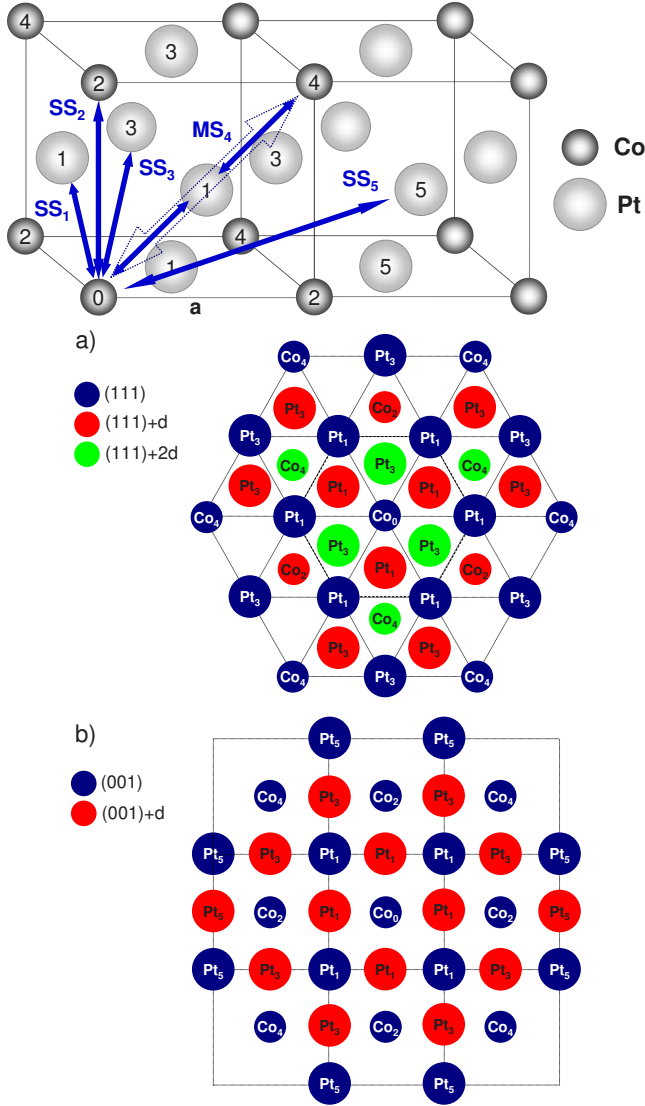 4
3
2
4
SS₂
MS₄
3
1
3
SS₃
1
SS₅
5
SS₁
2
4
1
5
0
a
2
Co
Pt
a)
(111)
(111)+d
(111)+2d
Co₄ Pt₃ Co₄
Pt₃ Co₂ Pt₃
Pt₃ Pt₁ Pt₁ Pt₃
Co₄ Pt₃ Co₄
Pt₃ Pt₁ Pt₁ Pt₃
Co₄ Pt₁ Co₀ Pt₁ Co₄
Pt₃ Pt₃
Co₂ Pt₁ Co₂
Pt₃ Pt₁ Pt₁ Pt₃
Co₄
Pt₃ Pt₃
Co₄ Pt₃ Co₄
b)
(001)
(001)+d
Pt₅ Pt₅
Co₄ Pt₃ Co₂ Pt₃ Co₄
Pt₅ Pt₃ Pt₁ Pt₁ Pt₁ Pt₃ Pt₅
Pt₅ Co₂ Pt₁ Co₀ Pt₁ Co₂ Pt₅
Pt₅ Pt₃ Pt₁ Pt₁ Pt₁ Pt₃ Pt₅
Co₄ Pt₃ Co₂ Pt₃ Co₄
Pt₅ Pt₅